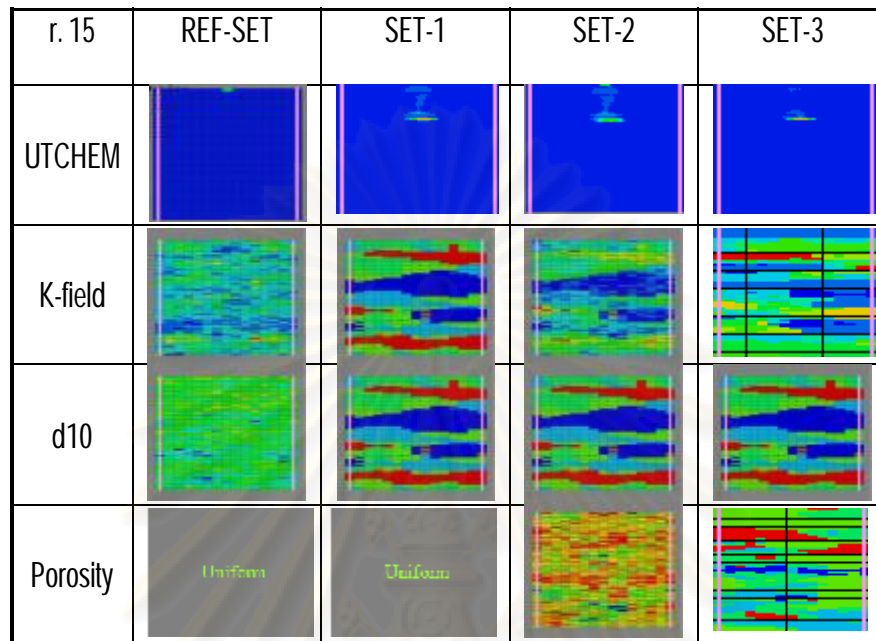 r. 15 REF-SET SET-1 SET-2 SET-3
UTCHEM
K-field
d10
Porosity Uniform Uniform